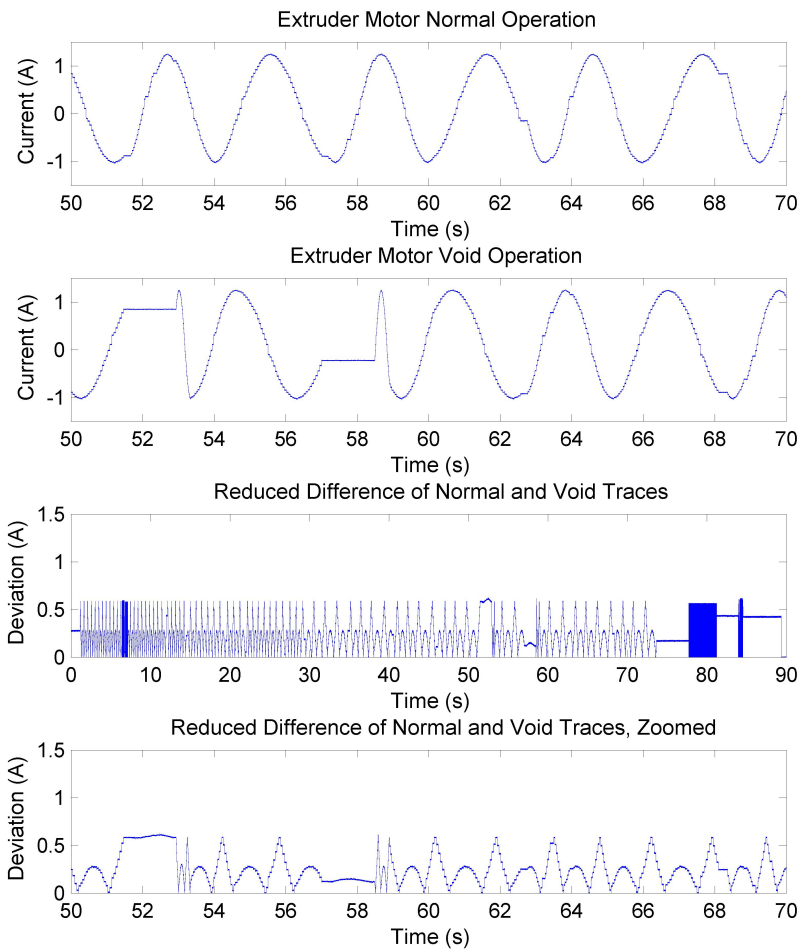 Extruder Motor Normal Operation
Current (A)
1
0
-1
50 52 54 56 58 60 62 64 66 68 70
Time (s)
Extruder Motor Void Operation
Current (A)
1
0
-1
50 52 54 56 58 60 62 64 66 68 70
Time (s)
Reduced Difference of Normal and Void Traces
Deviation (A)
1.5
1
0.5
0
0 10 20 30 40 50 60 70 80 90
Time (s)
Reduced Difference of Normal and Void Traces, Zoomed
Deviation (A)
1.5
1
0.5
0
50 52 54 56 58 60 62 64 66 68 70
Time (s)